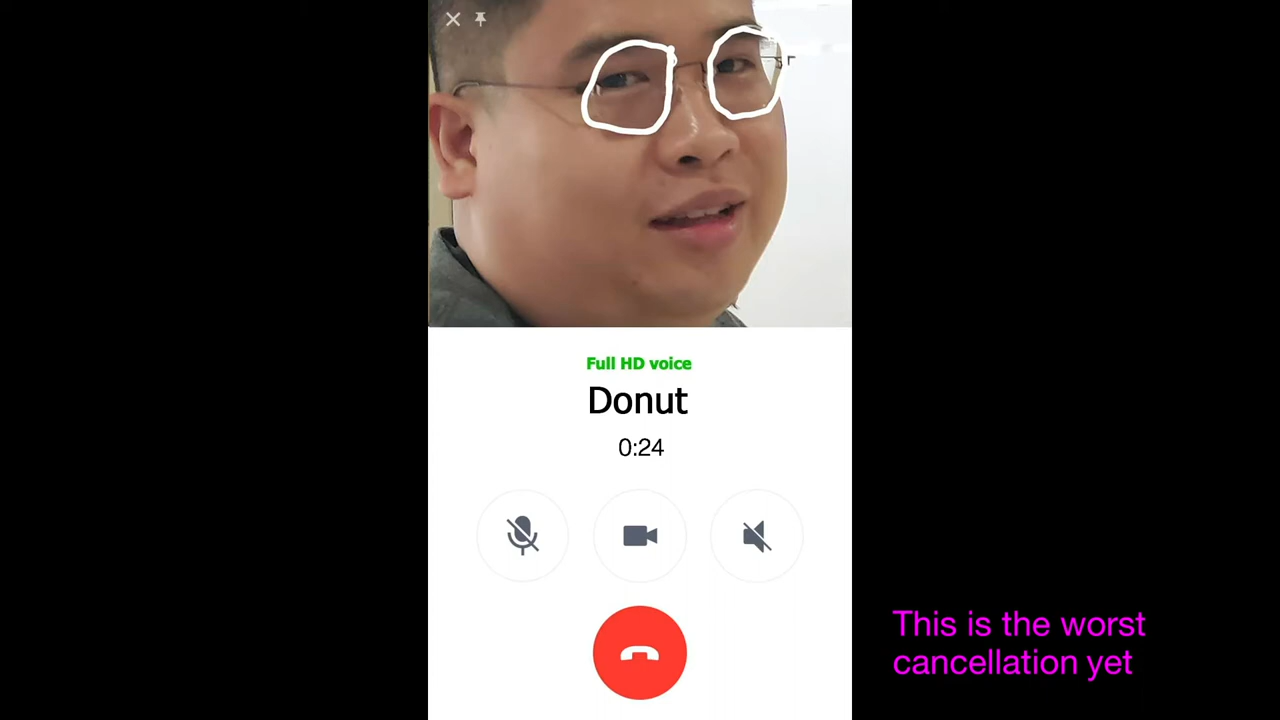 Full HD voice
Donut
0:24
This is the worst
cancellation yet